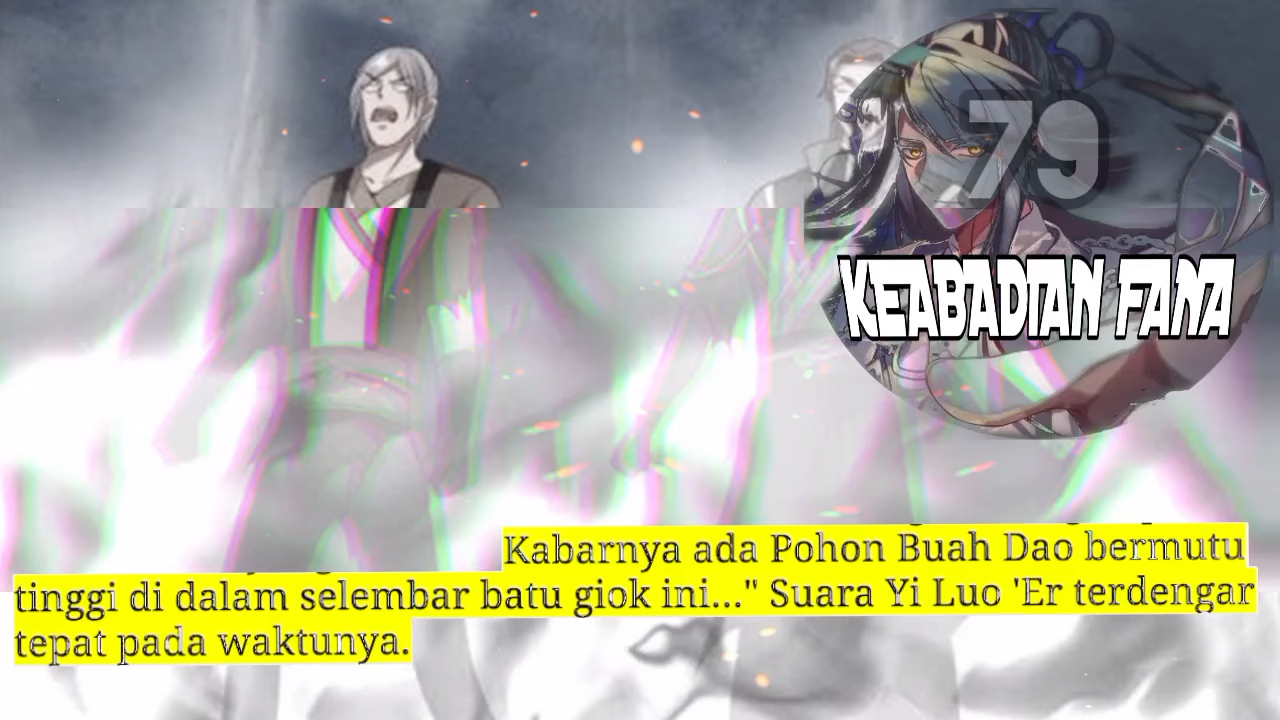 79
KEABADIAN FANA
Kabarnya ada Pohon Buah Dao bermutu
tinggi di dalam selembar batu giok ini..." Suara Yi Luo 'Er terdengar
tepat pada waktunya.